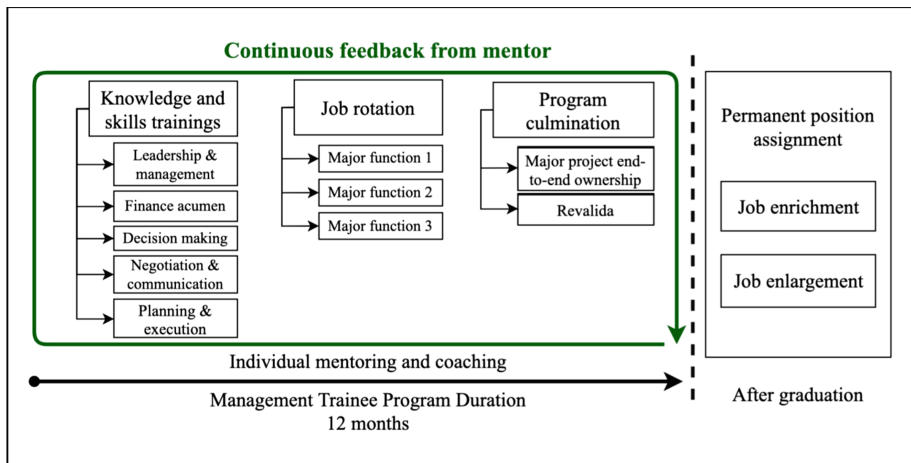 Continuous feedback from mentor
Knowledge and
skills trainings
Leadership &
management
Finance acumen
Decision making
Negotiation &
communication
Planning &
execution
Job rotation
Major function 1
Major function 2
Major function 3
Program
culmination
Major project end-
to-end ownership
Revalida
Individual mentoring and coaching
Management Trainee Program Duration
12 months
Permanent position
assignment
Job enrichment
Job enlargement
After graduation